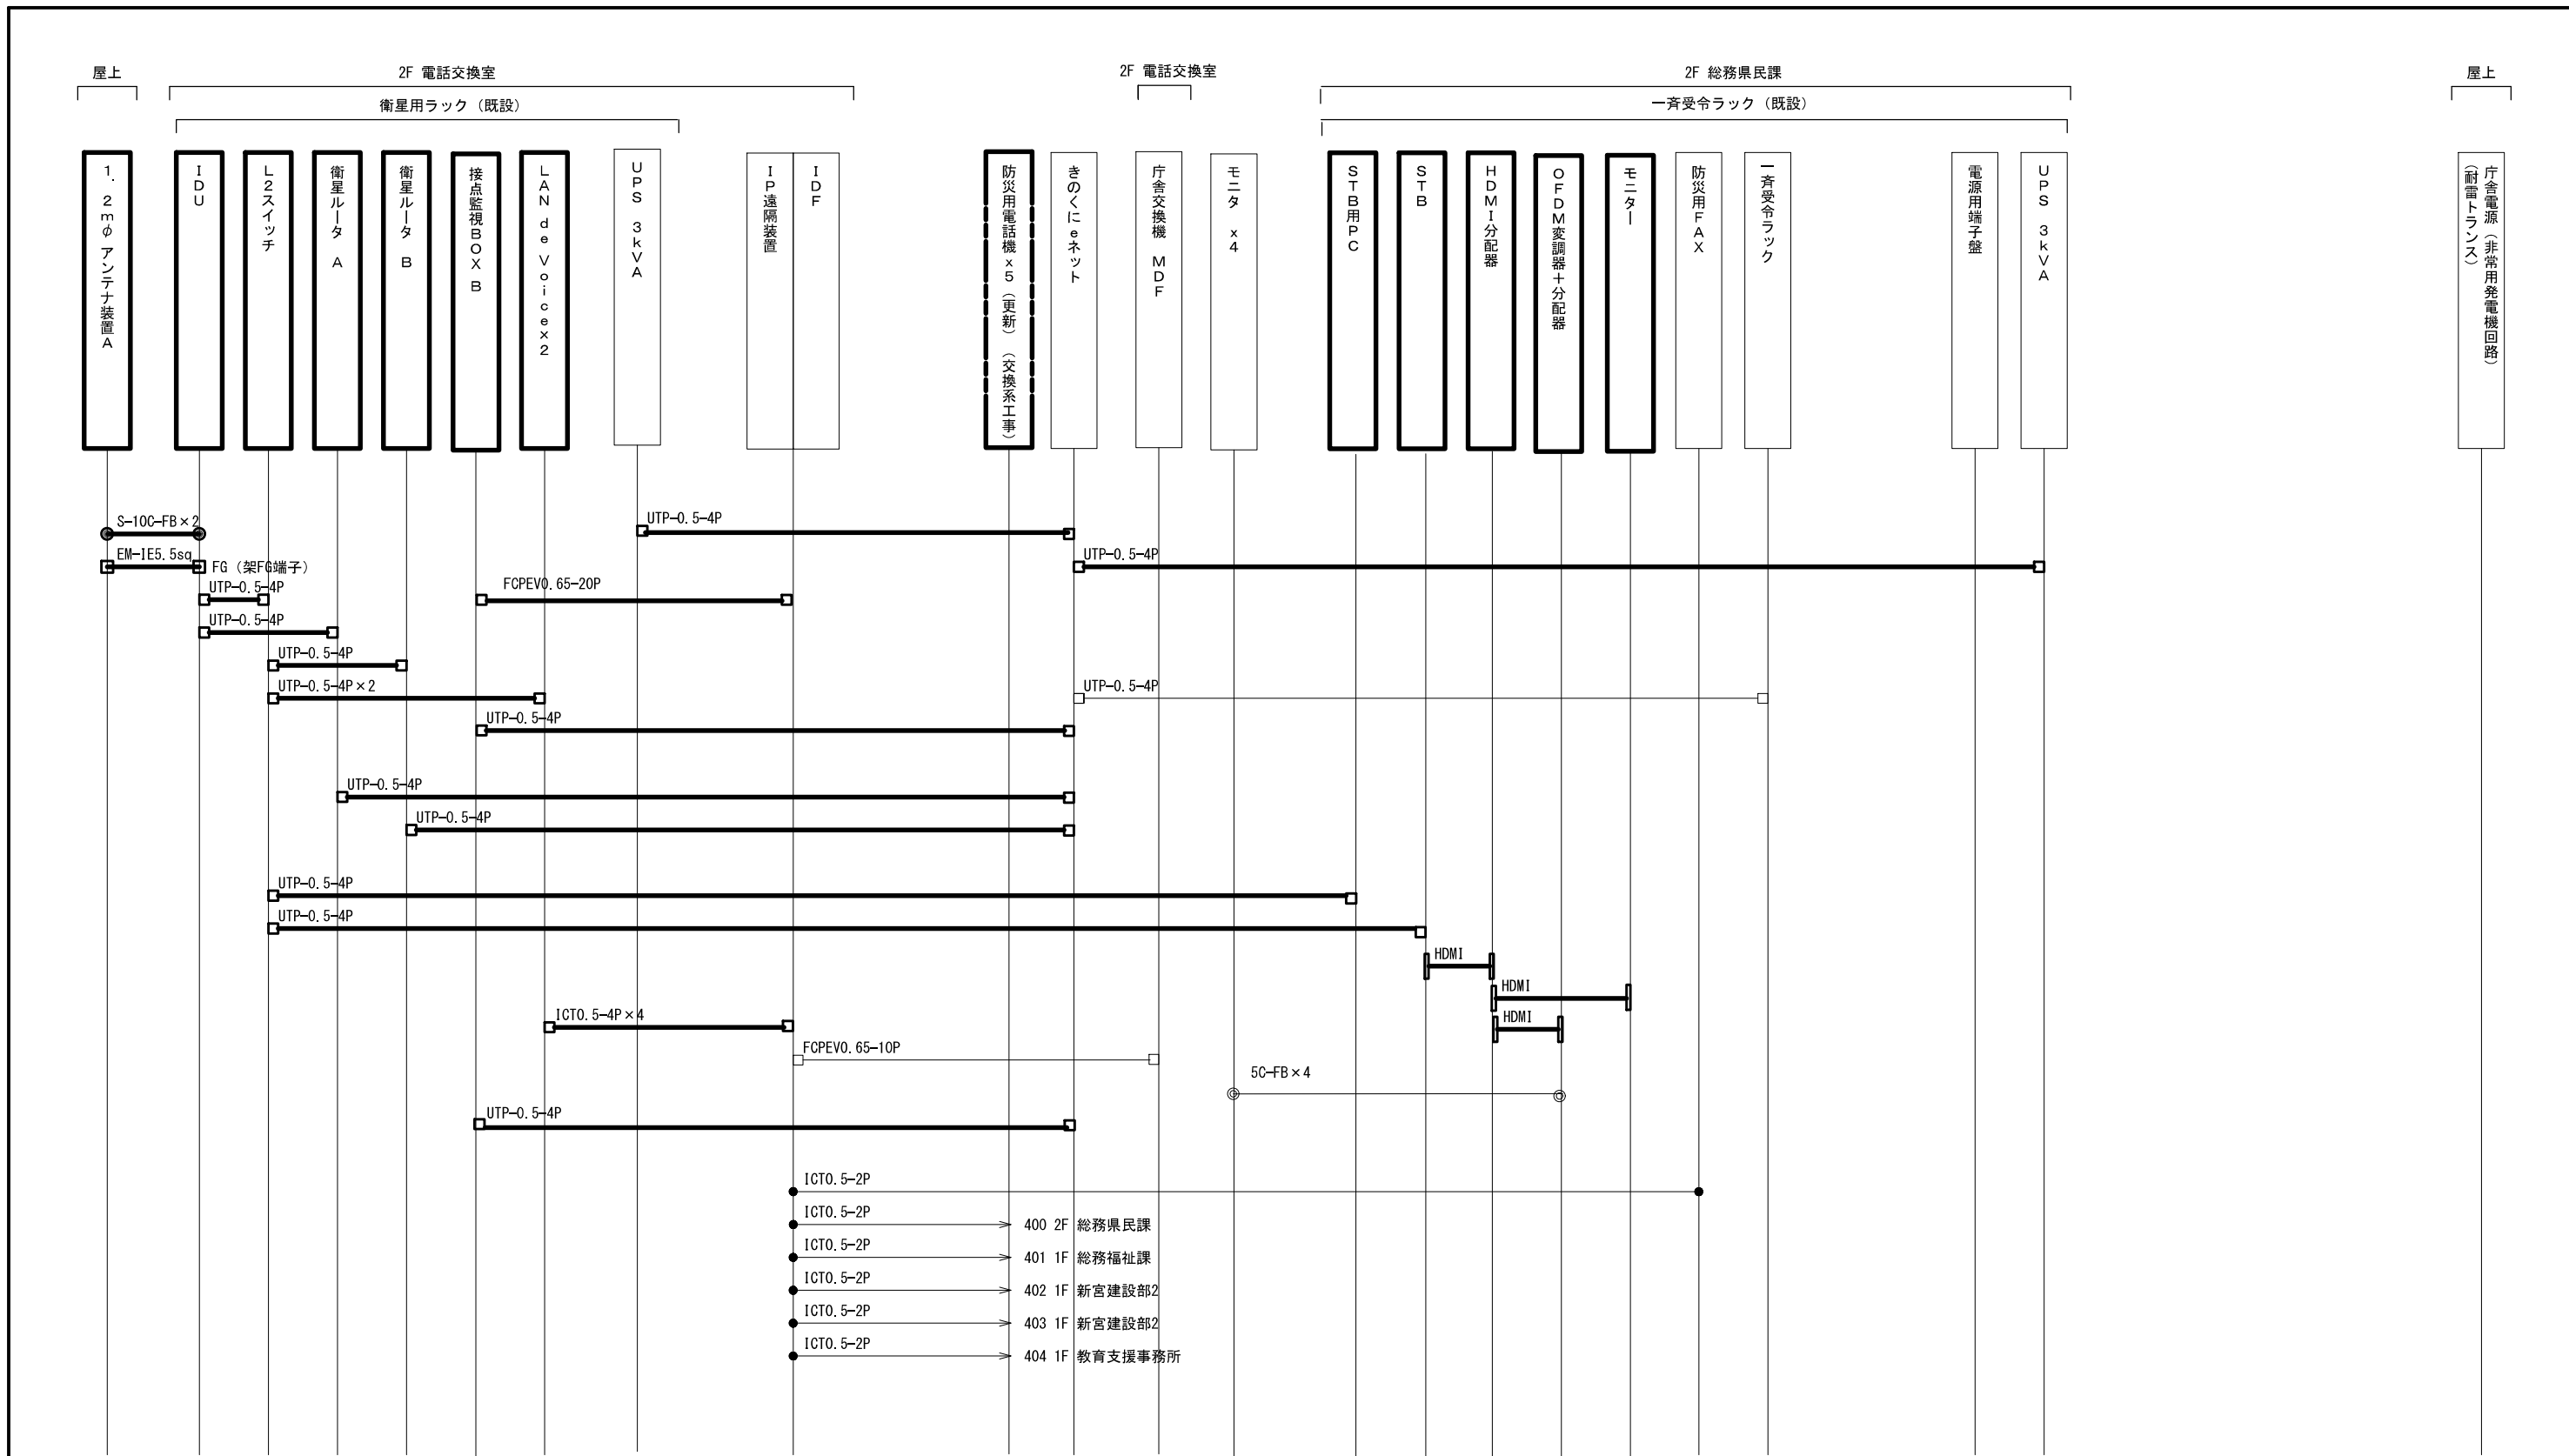 屋上
2F 電話交換室
2F 電話交換室
2F 総務県民課
屋上
衛星用ラック（既設）
一斉受令ラック（既設）
1．2mφ アンテナ装置A
IDU
L2スイッチ
衛星ルータ A
衛星ルータ B
接点監視BOX B
LAN de Voicex2
UPS 3kVA
IP遠隔装置
IDF
防災用電話機x5（更新）（交換系工事）
きのくにeネット
庁舎交換機 MDF
モニタ x4
STB用PC
STB
HDMI分配器
OFDM変調器＋分配器
モニター
防災用FAX
一斉受令ラック
電源用端子盤
UPS 3kVA
庁舎電源（非常用発電機回路）
（耐雷トランス）
S-10C-FB×2
UTP-0.5-4P
EM-IE5.5sq
FG（架FG端子）
UTP-0.5-4P
UTP-0.5-4P
FCPEV0.65-20P
UTP-0.5-4P
UTP-0.5-4P
UTP-0.5-4P×2
UTP-0.5-4P
UTP-0.5-4P
UTP-0.5-4P
UTP-0.5-4P
UTP-0.5-4P
UTP-0.5-4P
HDMI
HDMI
ICT0.5-4P×4
HDMI
FCPEV0.65-10P
5C-FB×4
UTP-0.5-4P
ICT0.5-2P
ICT0.5-2P
400 2F 総務県民課
ICT0.5-2P
401 1F 総務福祉課
ICT0.5-2P
402 1F 新宮建設部2
ICT0.5-2P
403 1F 新宮建設部2
ICT0.5-2P
404 1F 教育支援事務所